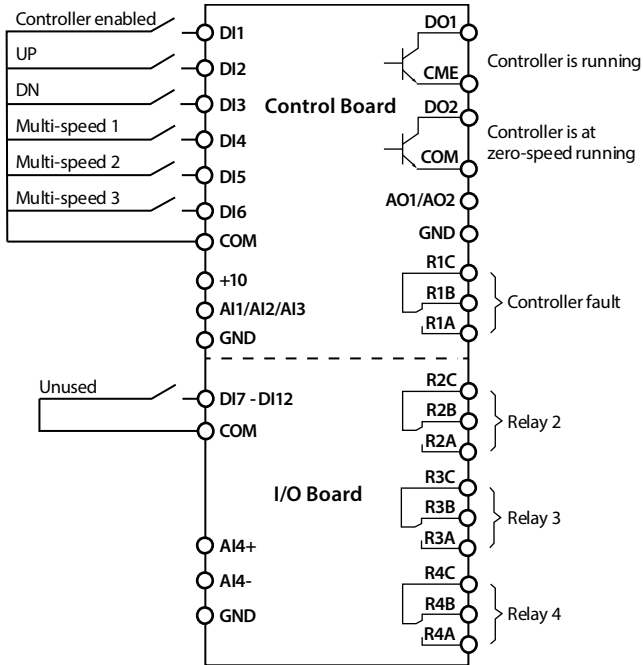 Controller enabled
DI1
UP
DI2
DN
DI3
Multi-speed 1
DI4
Multi-speed 2
DI5
Multi-speed 3
DI6
COM
+10
AI1/AI2/AI3
GND
Control Board
DO1
CME
Controller is running
DO2
COM
Controller is at
zero-speed running
AO1/AO2
GND
R1C
R1B
R1A
Controller fault
Unused
DI7 - DI12
COM
I/O Board
AI4+
AI4-
GND
R2C
R2B
R2A
Relay 2
R3C
R3B
R3A
Relay 3
R4C
R4B
R4A
Relay 4